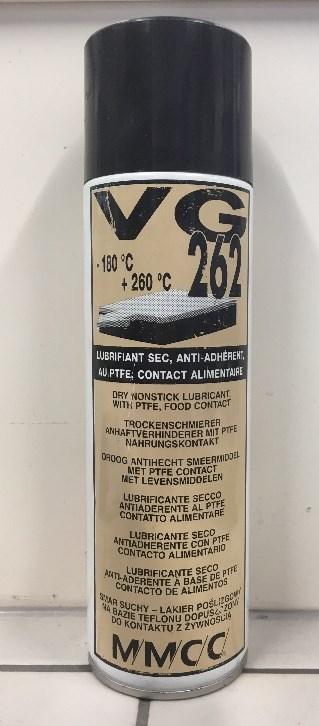 VG
262
- 180 °C
+ 260 °C
LUBRIFIANT SEC, ANTI-ADHÉRENT,
AU PTFE, CONTACT ALIMENTAIRE
DRY NONSTICK LUBRICANT
WITH PTFE, FOOD CONTACT
TROCKENSCHMIERER
ANHAFTVERHINDERER MIT PTFE
NAHRUNGSKONTAKT
DROOG ANTIHECHT SMEERMIDDEL
MET PTFE CONTACT
MET LEVENSMIDDELEN
LUBRIFICANTE SECCO
ANTIADERENTE AL PTFE
CONTATTO ALIMENTARE
LUBRICANTE SECO
ANTIADHERENTE CON PTFE
CONTACTO ALIMENTARIO
LUBRIFICANTE SECO
ANTI-ADERENTE A BASE DE PTFE
CONTACTO DE ALIMENTOS
SMAR SUCHY – LAKIER POŚLIZGOWY
NA BAZIE TEFLONU DOPUSZCZONY
DO KONTAKTU Z ŻYWNOŚCIĄ
M/M/C/C